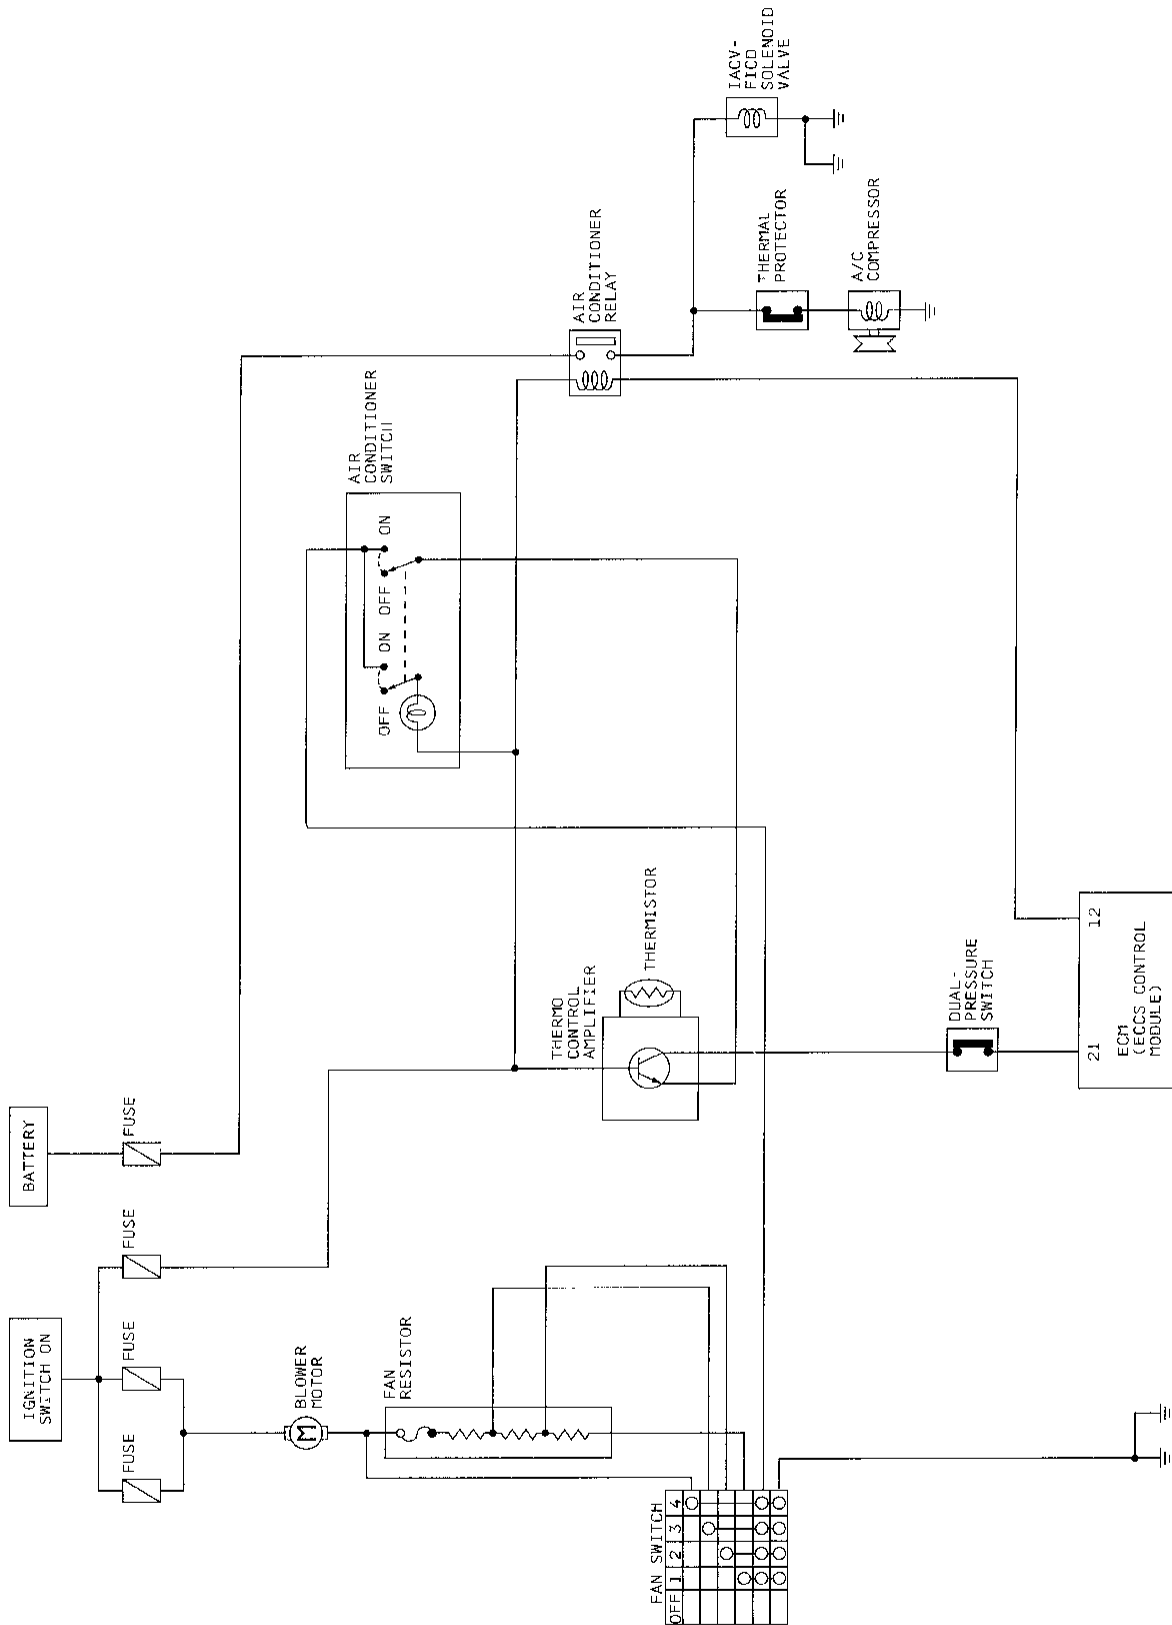 IGNITION
SWITCH ON
BATTERY
FUSE
FUSE
FUSE
FUSE
BLOWER
MOTOR
M
FAN
RESISTOR
FAN SWITCH
OFF 1 2 3 4
AIR
CONDITIONER
SWITCH
OFF ON
OFF ON
THERMO
CONTROL
AMPLIFIER
THERMISTOR
AIR
CONDITIONER
RELAY
IACV-
FICD
SOLENOID
VALVE
THERMAL
PROTECTOR
A/C
COMPRESSOR
DUAL-
PRESSURE
SWITCH
21 12
ECM
(ECCS CONTROL
MODULE)